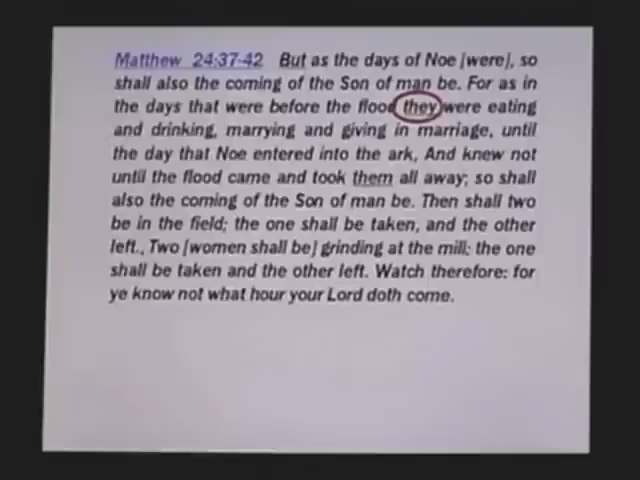 Matthew 24:37-42 But as the days of Noe [were], so
shall also the coming of the Son of man be. For as in
the days that were before the flood they were eating
and drinking, marrying and giving in marriage, until
the day that Noe entered into the ark, And knew not
until the flood came and took them all away; so shall
also the coming of the Son of man be. Then shall two
be in the field; the one shall be taken, and the other
left., Two [women shall be] grinding at the mill; the one
shall be taken and the other left. Watch therefore: for
ye know not what hour your Lord doth come.